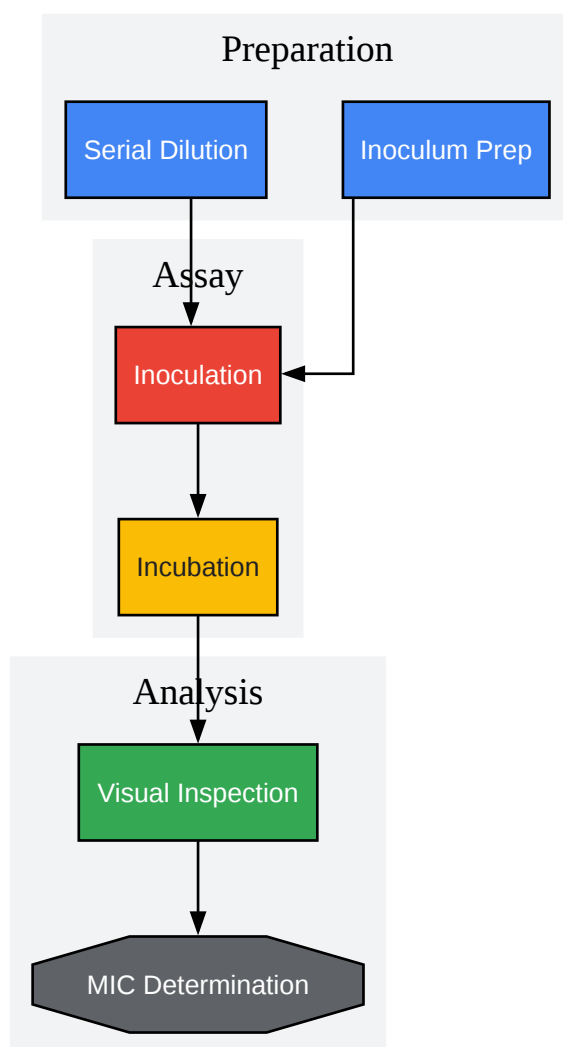 Preparation
Serial Dilution
Inoculum Prep
Assay
Inoculation
Incubation
Analysis
Visual Inspection
MIC Determination